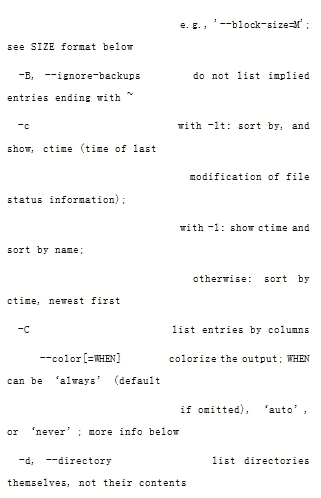 e.g., '--block-size=M';
see SIZE format below
-B, --ignore-backups do not list implied
entries ending with ~
-c with -lt: sort by, and
show, ctime (time of last
modification of file
status information);
with -l: show ctime and
sort by name;
otherwise: sort by
ctime, newest first
-C list entries by columns
--color[=WHEN] colorize the output; WHEN
can be ‘always’ (default
if omitted), ‘auto’,
or ‘never’; more info below
-d, --directory list directories
themselves, not their contents